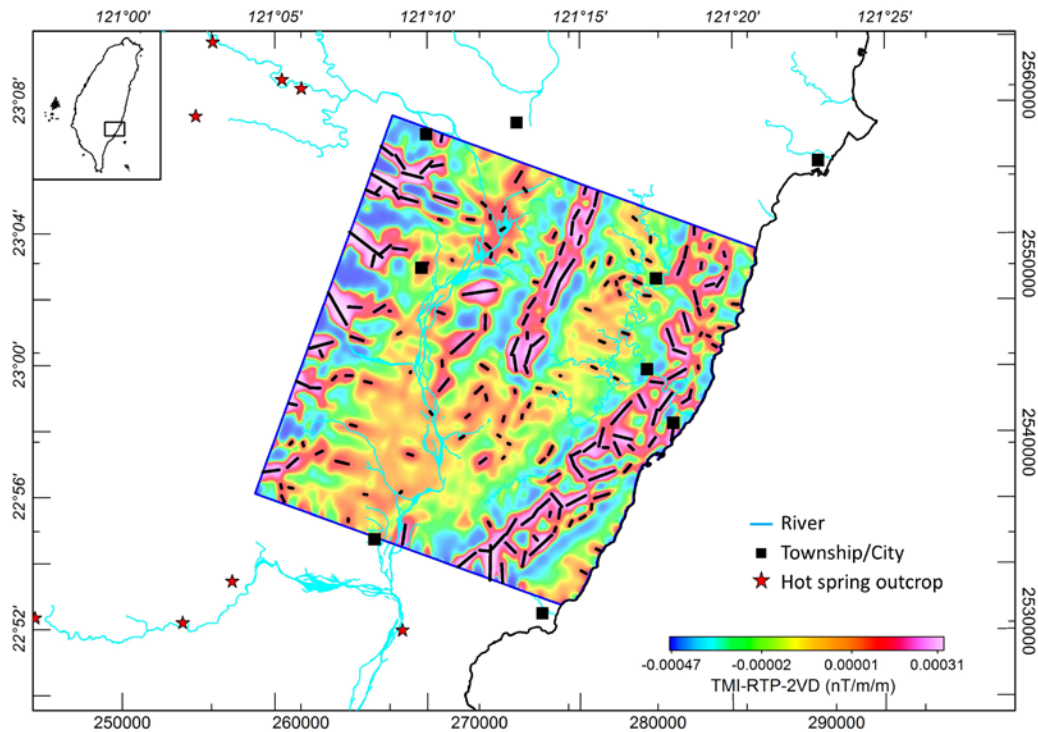 121°00' 121°05' 121°10' 121°15' 121°20' 121°25'
23°08'
23°04'
23°00'
22°56'
22°52'
2560000
2550000
2540000
2530000
River
Township/City
Hot spring outcrop
-0.00047 -0.00002 0.00001 0.00031
TMI-RTP-2VD (nT/m/m)
250000 260000 270000 280000 290000